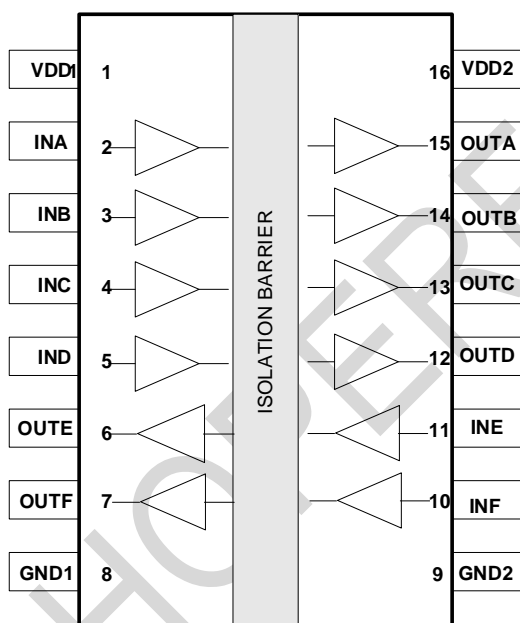 VDD1 1 16 VDD2
INA 2 15 OUTA
INB 3 14 OUTB
INC 4 13 OUTC
IND 5 12 OUTD
OUTE 6 11 INE
OUTF 7 10 INF
GND1 8 9 GND2
ISOLATION BARRIER
HOPERF